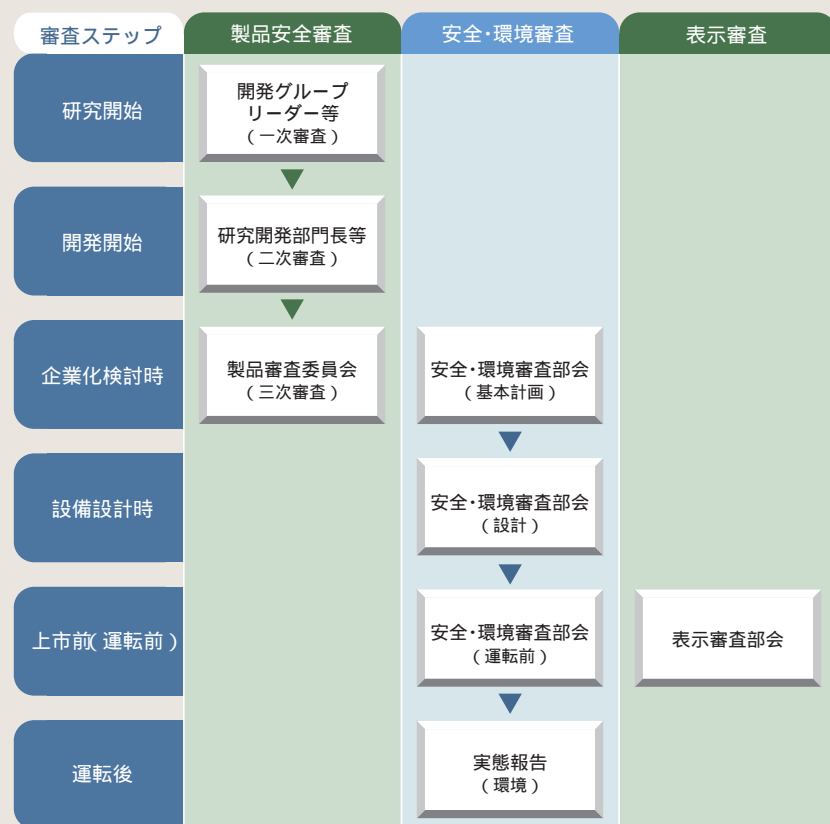 審査ステップ
製品安全審査
安全・環境審査
表示審査
研究開始
開発グループ
リーダー等
（一次審査）
開発開始
研究開発部門長等
（二次審査）
企業化検討時
製品審査委員会
（三次審査）
安全・環境審査部会
（基本計画）
設備設計時
安全・環境審査部会
（設計）
上市前（運転前）
安全・環境審査部会
（運転前）
表示審査部会
運転後
実態報告
（環境）